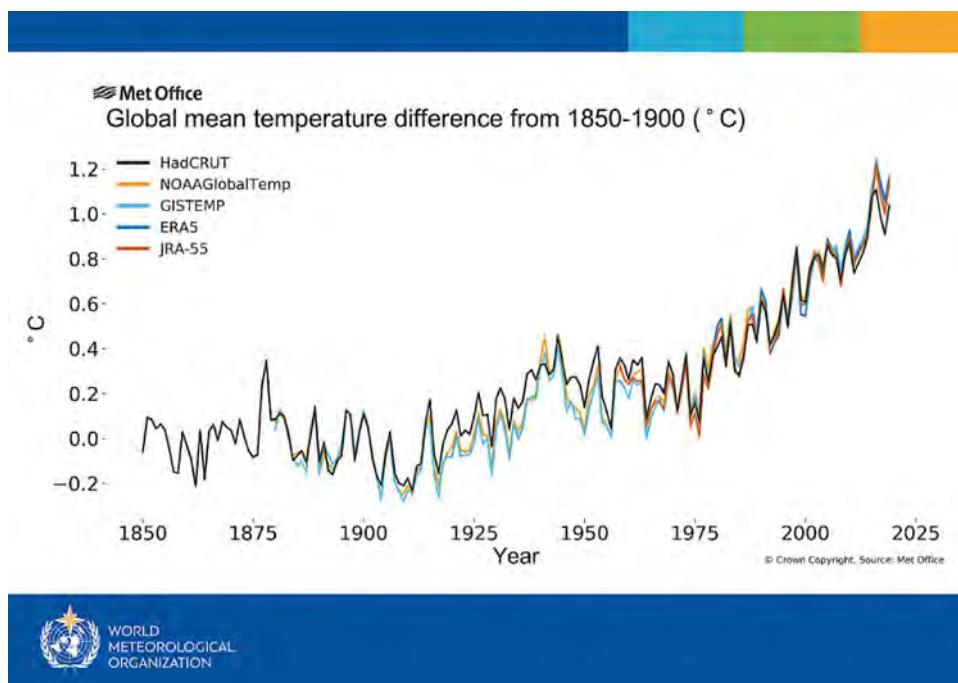 Met Office
Global mean temperature difference from 1850-1900 (°C)
HadCRUT
NOAAGlobalTemp
GISTEMP
ERA5
JRA-55
°C
1.2
1.0
0.8
0.6
0.4
0.2
0.0
−0.2
1850 1875 1900 1925 1950 1975 2000 2025
Year
© Crown Copyright. Source: Met Office
WORLD
METEOROLOGICAL
ORGANIZATION